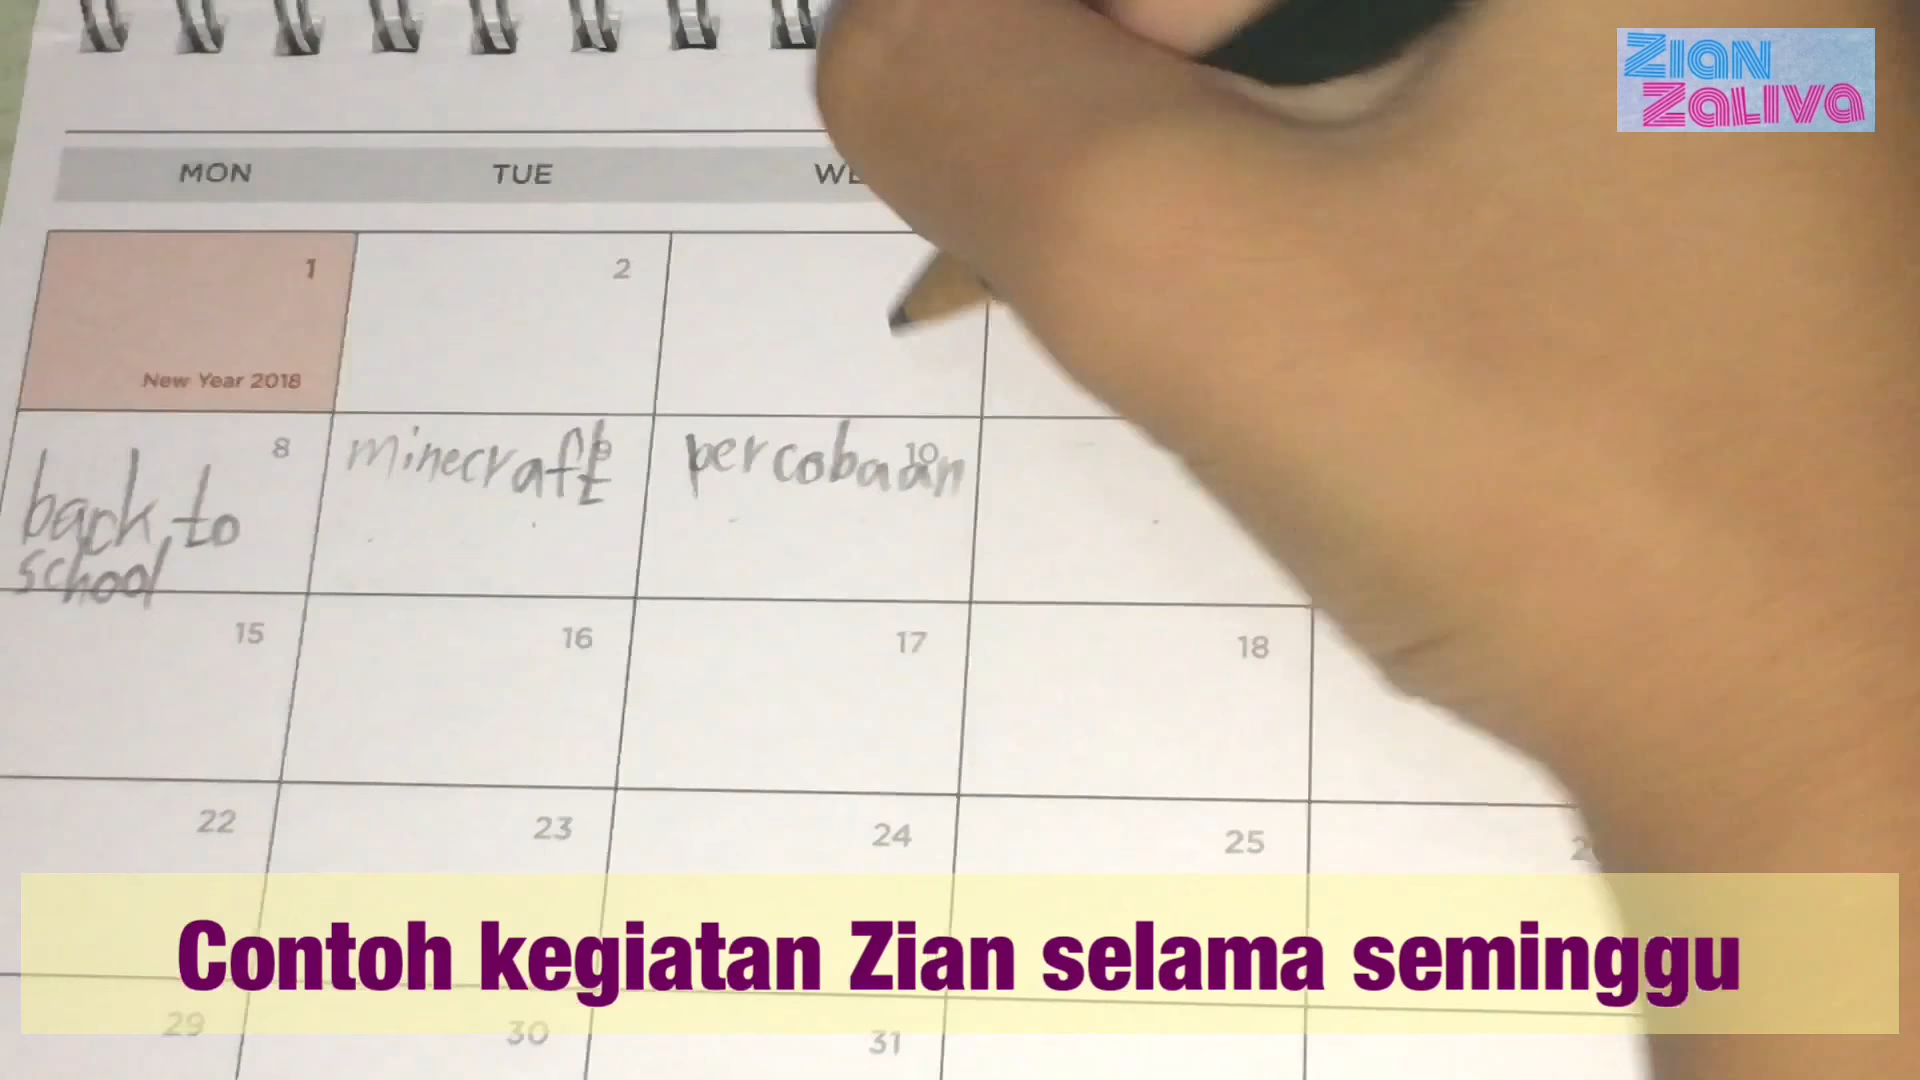 Zian
Zaliva
MON TUE WE
1 2
New Year 2018
8 9 10
back to
school
minecraft
percobaan
15 16 17 18
22 23 24 25
Contoh kegiatan Zian selama seminggu
29 30 31